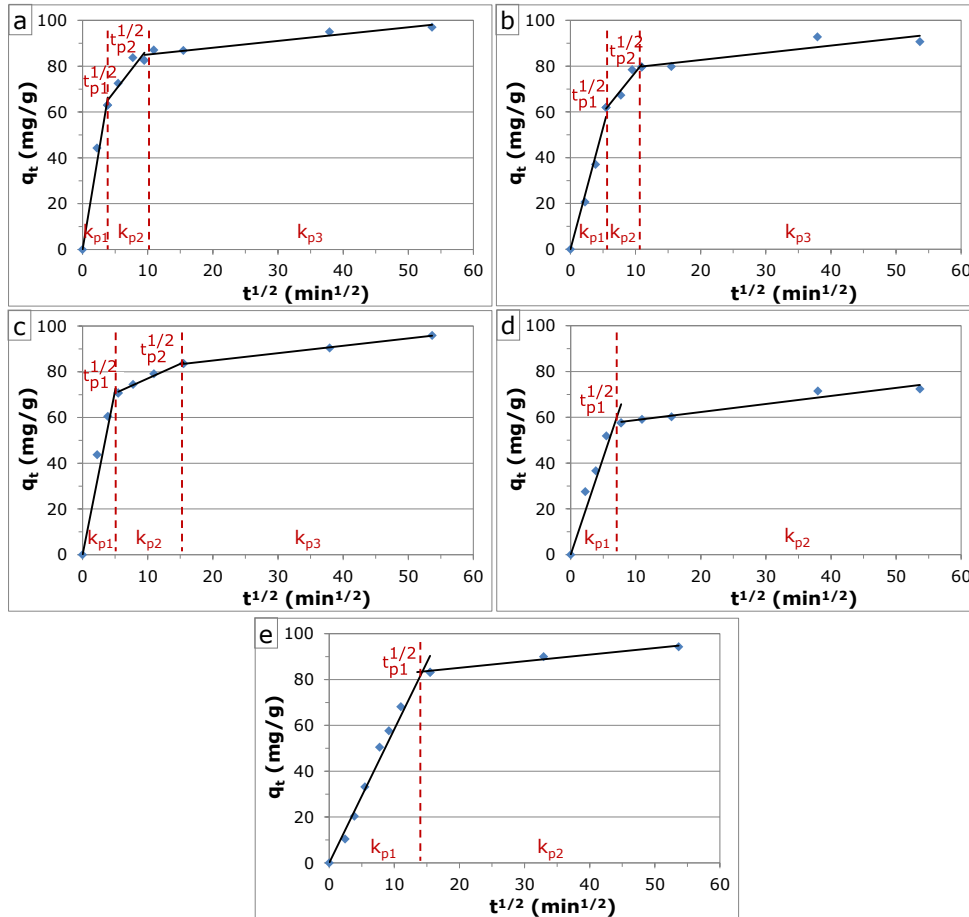 a
100
80
60
40
20
0
q_t (mg/g)
t_p1^1/2
t_p2^1/2
k_p1
k_p2
k_p3
0 10 20 30 40 50 60
t^1/2 (min^1/2)
b
100
80
60
40
20
0
q_t (mg/g)
t_p1^1/2
t_p2^1/2
k_p1
k_p2
k_p3
0 10 20 30 40 50 60
t^1/2 (min^1/2)
c
100
80
60
40
20
0
q_t (mg/g)
t_p1^1/2
t_p2^1/2
k_p1
k_p2
k_p3
0 10 20 30 40 50 60
t^1/2 (min^1/2)
d
100
80
60
40
20
0
q_t (mg/g)
t_p1^1/2
k_p1
k_p2
0 10 20 30 40 50 60
t^1/2 (min^1/2)
e
100
80
60
40
20
0
q_t (mg/g)
t_p1^1/2
k_p1
k_p2
0 10 20 30 40 50 60
t^1/2 (min^1/2)